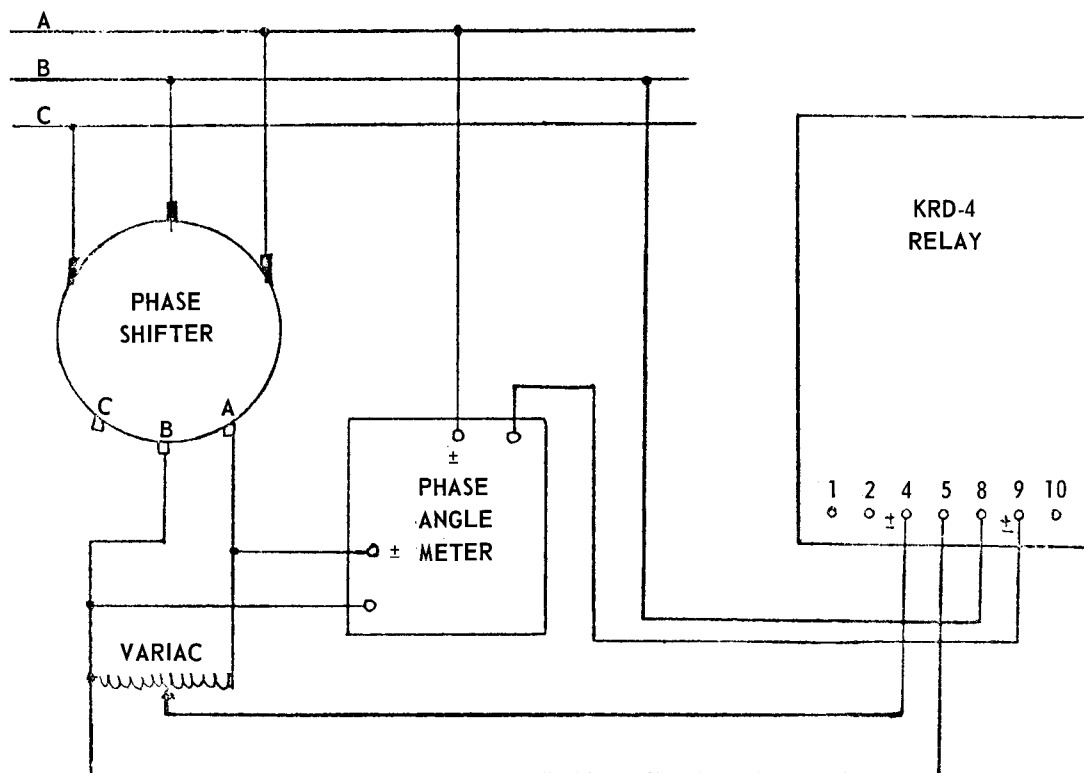 A
B
C
KRD-4
RELAY
PHASE
SHIFTER
C
B
A
±
PHASE
ANGLE
METER
±
1 2 4 5 8 9 10
± ±
VARIAC